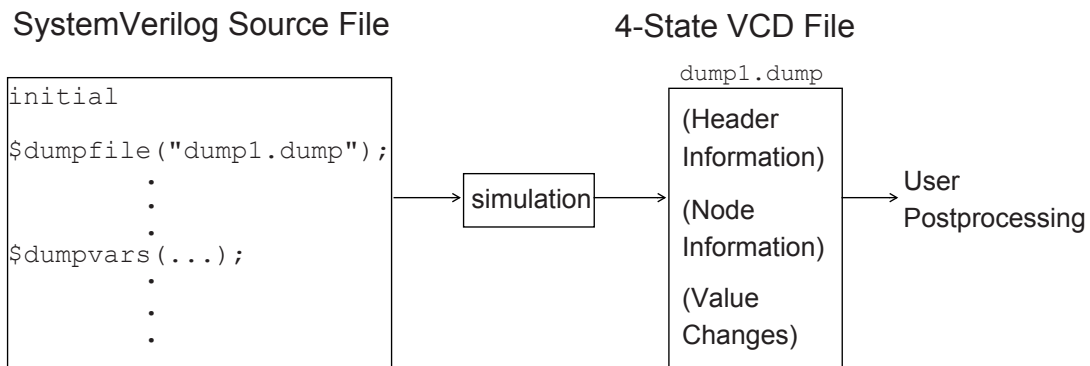 SystemVerilog Source File
4-State VCD File
initial
$dumpfile("dump1.dump");
.
.
.
$dumpvars(...);
.
.
.
simulation
dump1.dump
(Header
Information)
(Node
Information)
(Value
Changes)
User
Postprocessing